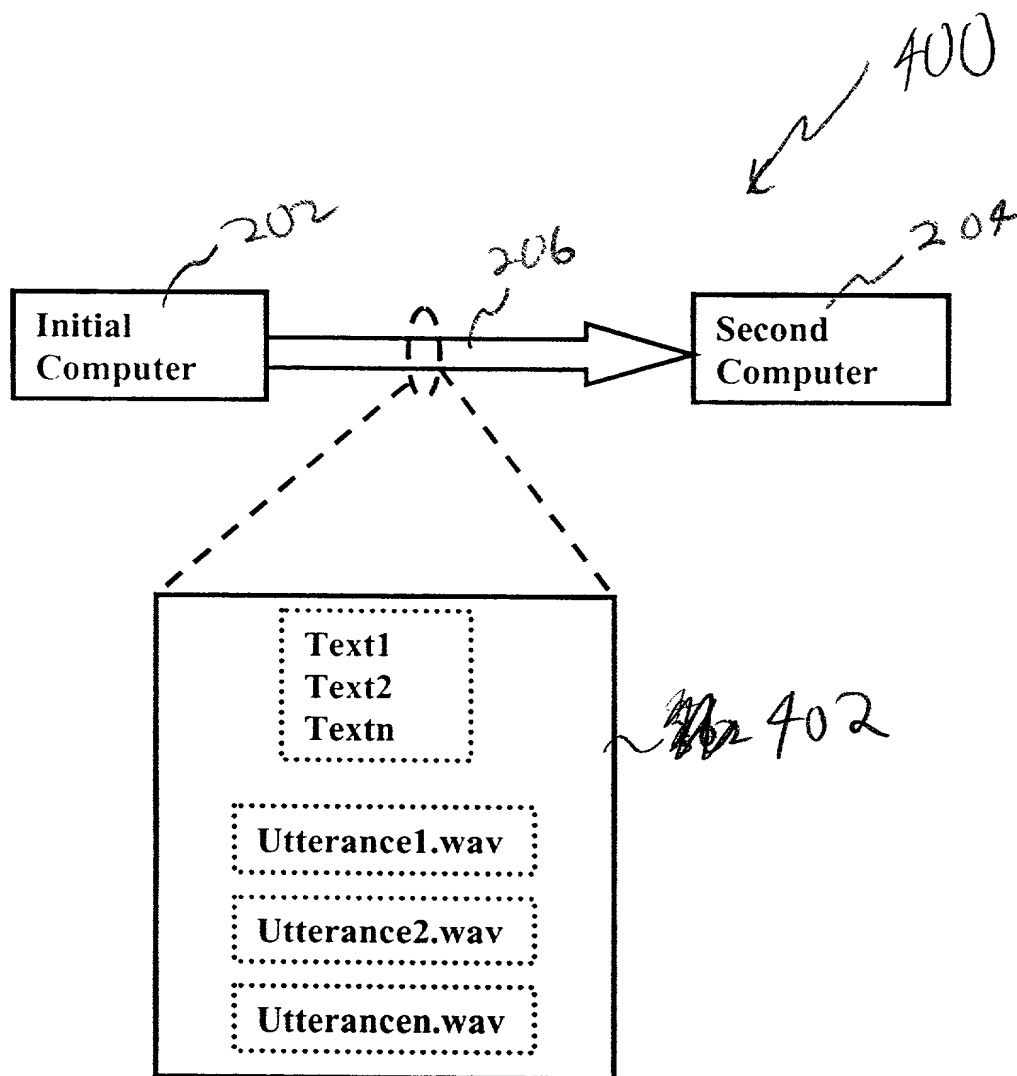 400
202
206
204
Initial
Computer
Second
Computer
Text1
Text2
Textn
402
Utterance1.wav
Utterance2.wav
Utterancen.wav